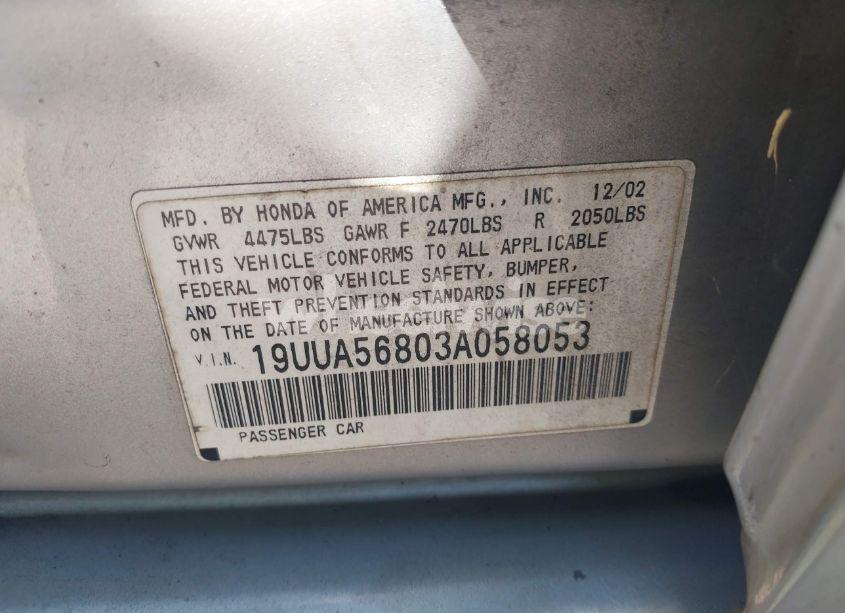 MFD. BY HONDA OF AMERICA MFG., INC. 12/02
GVWR 4475LBS GAWR F 2470LBS R 2050LBS
THIS VEHICLE CONFORMS TO ALL APPLICABLE
FEDERAL MOTOR VEHICLE SAFETY, BUMPER,
AND THEFT PREVENTION STANDARDS IN EFFECT
ON THE DATE OF MANUFACTURE SHOWN ABOVE:
V.I.N. 19UUA56803A058053
PASSENGER CAR